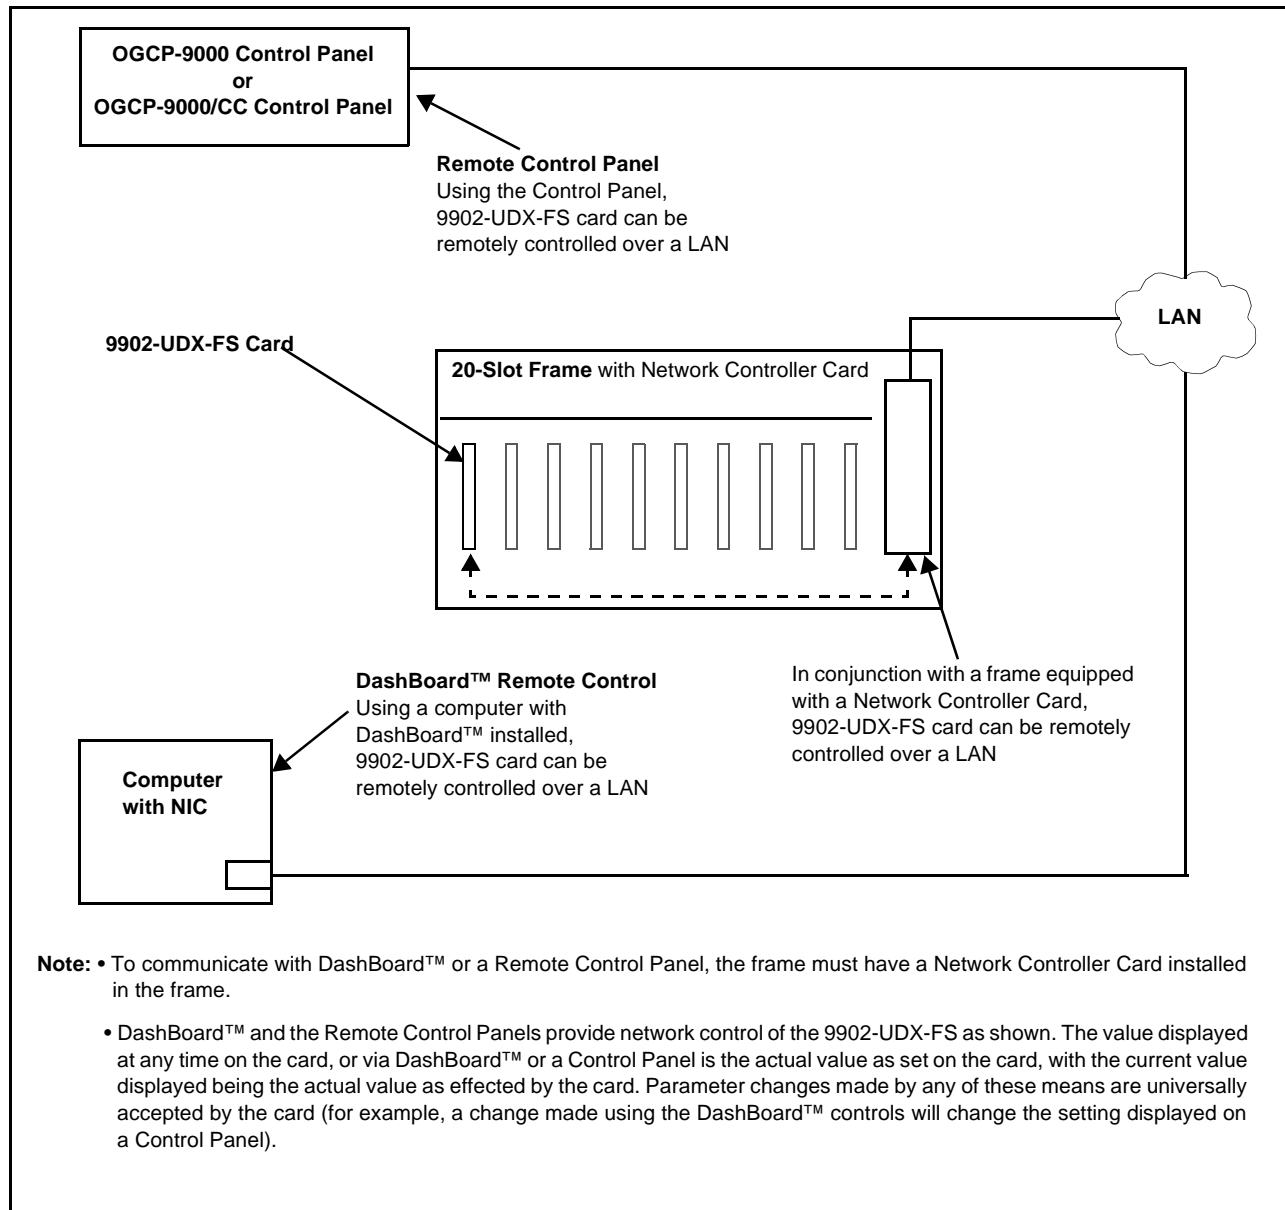 OGCP-9000 Control Panel
or
OGCP-9000/CC Control Panel
Remote Control Panel
Using the Control Panel,
9902-UDX-FS card can be
remotely controlled over a LAN
LAN
9902-UDX-FS Card
20-Slot Frame with Network Controller Card
DashBoard™ Remote Control
Using a computer with
DashBoard™ installed,
9902-UDX-FS card can be
remotely controlled over a LAN
In conjunction with a frame equipped
with a Network Controller Card,
9902-UDX-FS card can be remotely
controlled over a LAN
Computer
with NIC
Note: • To communicate with DashBoard™ or a Remote Control Panel, the frame must have a Network Controller Card installed
in the frame.
• DashBoard™ and the Remote Control Panels provide network control of the 9902-UDX-FS as shown. The value displayed
at any time on the card, or via DashBoard™ or a Control Panel is the actual value as set on the card, with the current value
displayed being the actual value as effected by the card. Parameter changes made by any of these means are universally
accepted by the card (for example, a change made using the DashBoard™ controls will change the setting displayed on
a Control Panel).